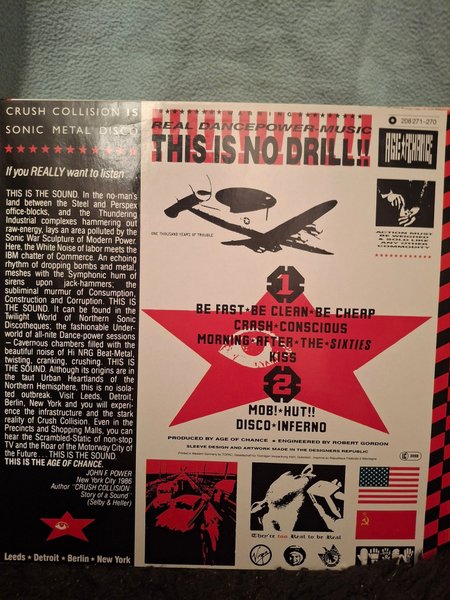 CRUSH COLLISION IS
SONIC METAL DISCO
If you REALLY want to listen
THIS IS THE SOUND. In the no-man's
land between the Steel and Perspex
office-blocks, and the Thundering
Industrial complexes hammering out
raw-energy, lays an area polluted by the
Sonic War Sculpture of Modern Power.
Here, the White Noise of labor meets the
IBM chatter of Commerce. An echoing
rhythm of dropping bombs and metal,
meshes with the Symphonic hum of
sirens upon jack-hammers; the
subliminal murmur of Consumption,
Construction and Corruption. THIS IS
THE SOUND. It can be found in the
Twilight World of Northern Sonic
Discotheques; the fashionable Under-
world of all-nite Dance-power sessions
– Cavernous chambers filled with the
beautiful noise of Hi NRG Beat-Metal,
twisting, cranking, crushing. THIS IS
THE SOUND. Although its origins are in
the taut Urban Heartlands of the
Northern Hemisphere, this is no isola-
ted outbreak. Visit Leeds, Detroit,
Berlin, New York and you will experi-
ence the infrastructure and the stark
reality of Crush Collision. Even in the
Precincts and Shopping Malls, you can
hear the Scrambled-Static of non-stop
TV and the Roar of the Motorway City of
the Future . . . THIS IS THE SOUND.
THIS IS THE AGE OF CHANCE.
JOHN F POWER
New York City 1986
Author "CRUSH COLLISION
Story of a Sound"
(Selby & Heller)
Leeds ★ Detroit ★ Berlin ★ New York
WARNING
REAL DANCEPOWER-MUSIC
THIS IS NO DRILL!!
208 271-270
AGE OF CHANCE
ONE THOUSAND YEARS OF TROUBLE
ACTION MUST
BE WEIGHED
& SOLD LIKE
ANY OTHER
COMMODITY
1
BE FAST★BE CLEAN★BE CHEAP
CRASH★CONSCIOUS
MORNING★AFTER★THE★SIXTIES
KISS
2
MOB!★HUT!!
DISCO★INFERNO
PRODUCED BY AGE OF CHANCE ★ ENGINEERED BY ROBERT GORDON
SLEEVE DESIGN AND ARTWORK MADE IN THE DESIGNERS REPUBLIC
They're too Real to be Real
Virgin